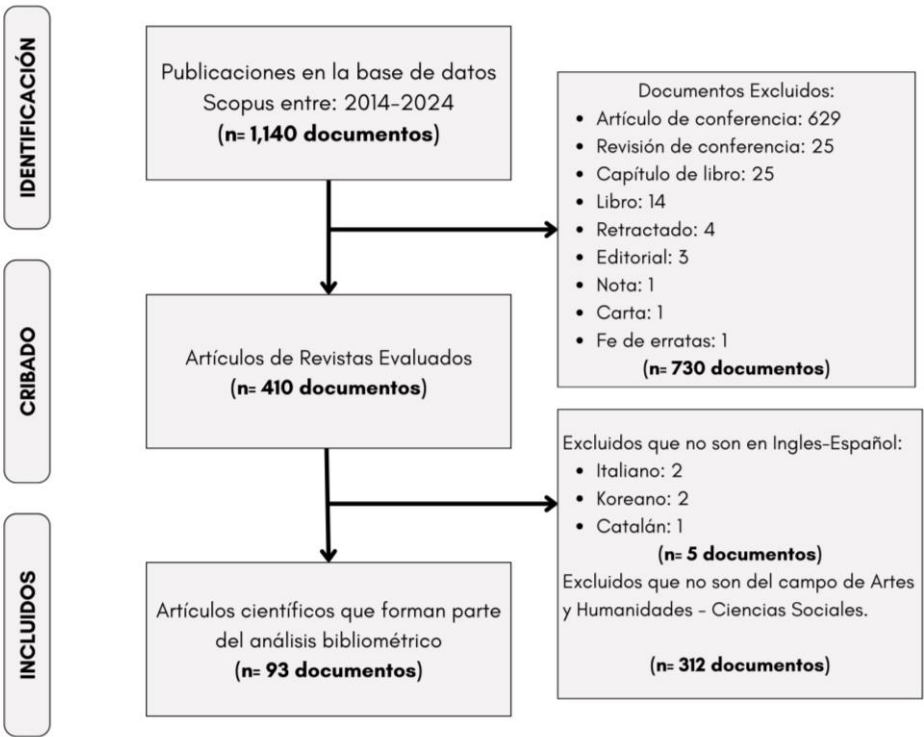 IDENTIFICACIÓN
Publicaciones en la base de datos
Scopus entre: 2014-2024
(n= 1,140 documentos)
Documentos Excluidos:
• Artículo de conferencia: 629
• Revisión de conferencia: 25
• Capítulo de libro: 25
• Libro: 14
• Retractado: 4
• Editorial: 3
• Nota: 1
• Carta: 1
• Fe de erratas: 1
(n= 730 documentos)
CRIBADO
Artículos de Revistas Evaluados
(n= 410 documentos)
Excluidos que no son en Ingles-Español:
• Italiano: 2
• Koreano: 2
• Catalán: 1
(n= 5 documentos)
Excluidos que no son del campo de Artes
y Humanidades - Ciencias Sociales.
(n= 312 documentos)
INCLUIDOS
Artículos científicos que forman parte
del análisis bibliométrico
(n= 93 documentos)